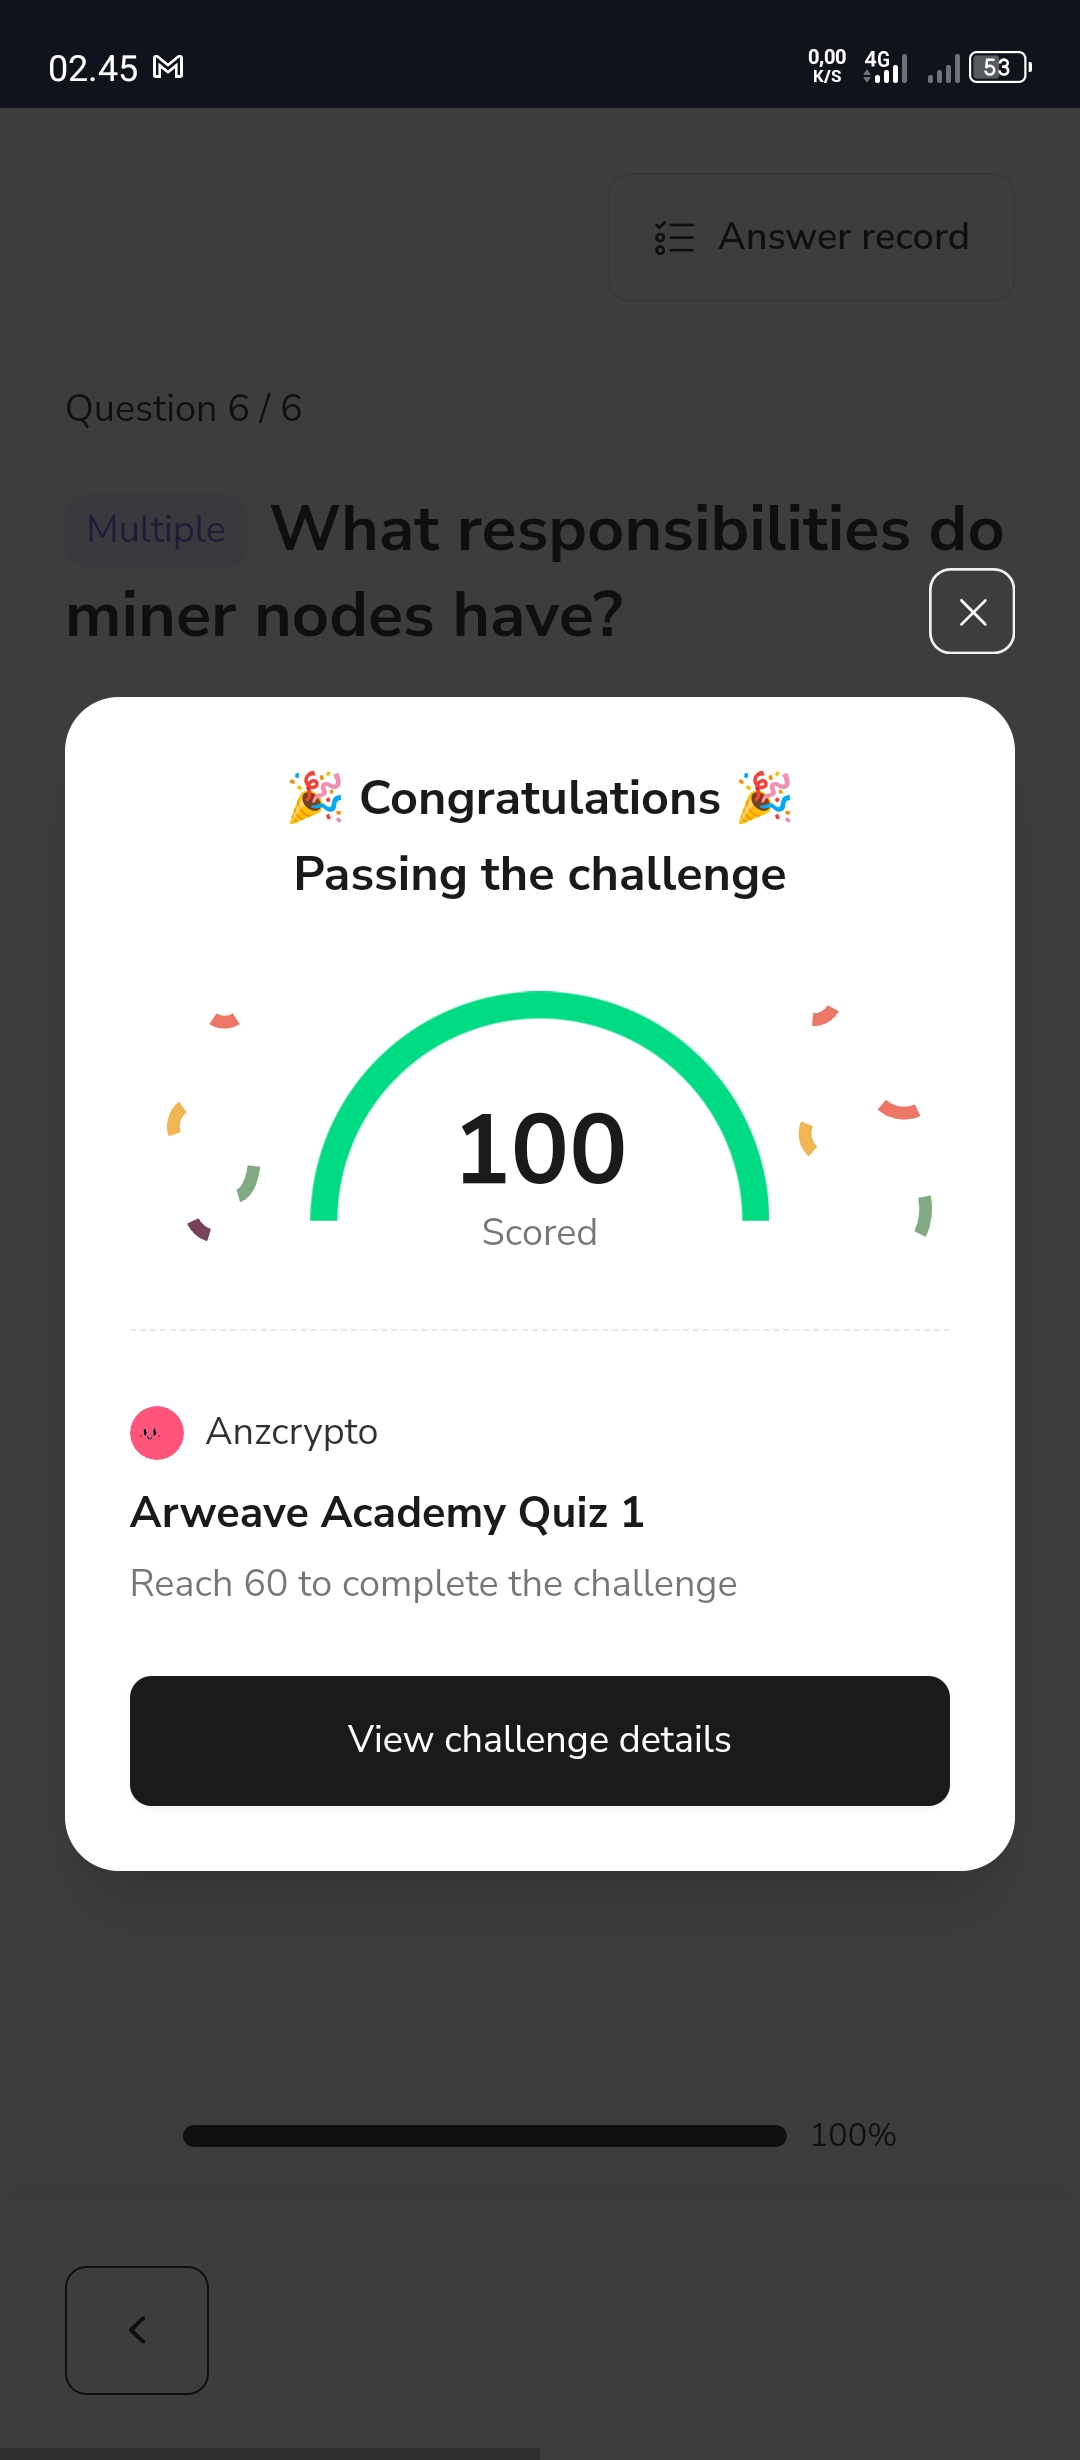 02.45
0,00 K/S 4G 53
Answer record
Question 6 / 6
Multiple What responsibilities do
miner nodes have?
🎉 Congratulations 🎉
Passing the challenge
100
Scored
Anzcrypto
Arweave Academy Quiz 1
Reach 60 to complete the challenge
View challenge details
100%